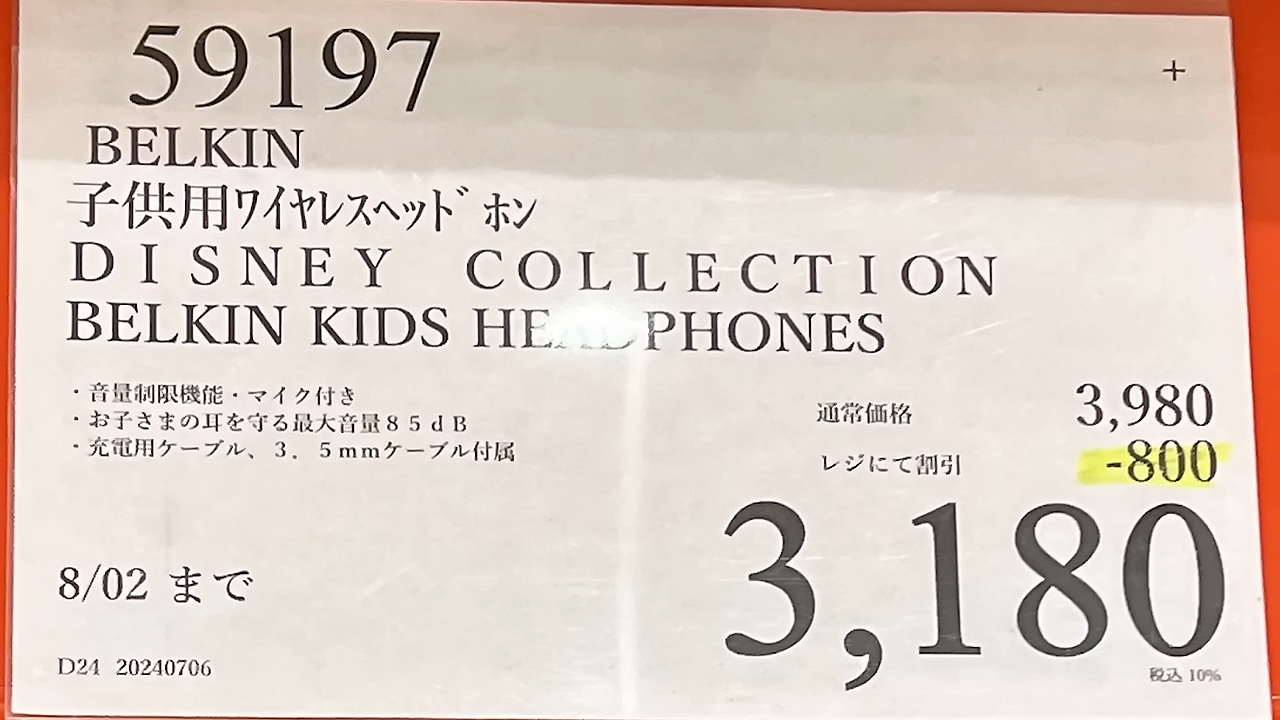 59197
+
BELKIN
子供用ﾜｲﾔﾚｽﾍｯﾄﾞﾎﾝ
ＤＩＳＮＥＹ　ＣＯＬＬＥＣＴＩＯＮ
BELKIN KIDS HEADPHONES
・音量制限機能・マイク付き
・お子さまの耳を守る最大音量８５ｄＢ
・充電用ケーブル、３．５ｍｍケーブル付属
通常価格 3,980
レジにて割引 -800
3,180
税込 10%
8/02 まで
D24 20240706